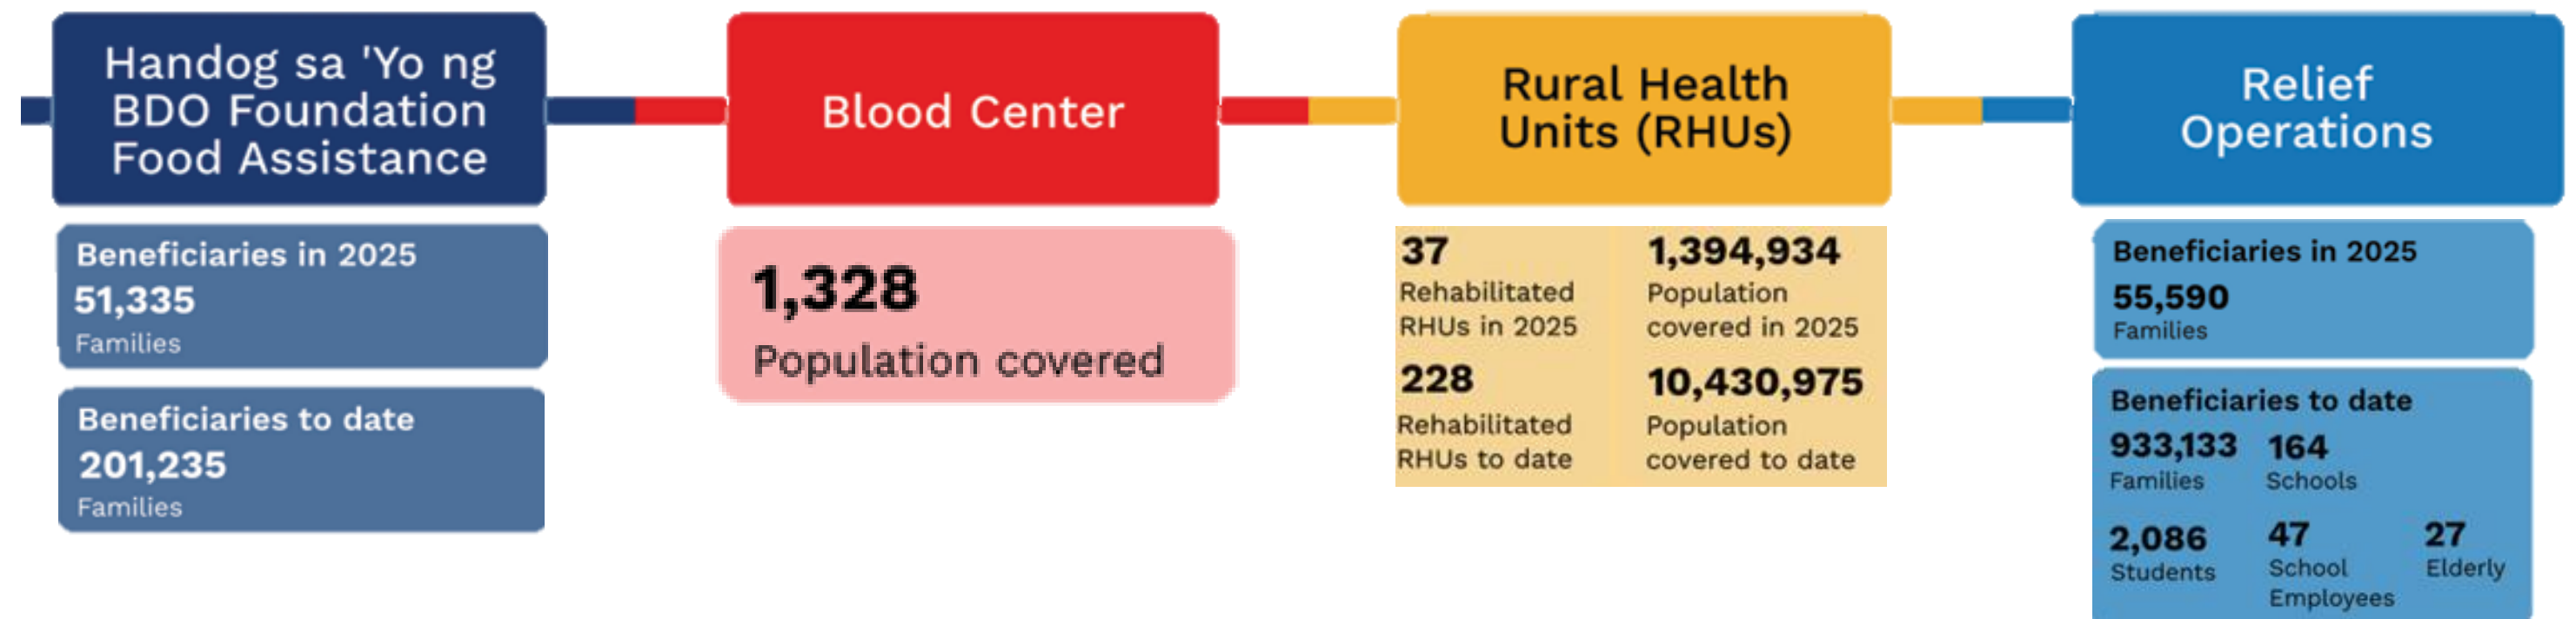 Handog sa 'Yo ng
BDO Foundation
Food Assistance
Beneficiaries in 2025
51,335
Families
Beneficiaries to date
201,235
Families
Blood Center
1,328
Population covered
Rural Health
Units (RHUs)
37
Rehabilitated
RHUs in 2025
1,394,934
Population
covered in 2025
228
Rehabilitated
RHUs to date
10,430,975
Population
covered to date
Relief
Operations
Beneficiaries in 2025
55,590
Families
Beneficiaries to date
933,133
Families
164
Schools
2,086
Students
47
School
Employees
27
Elderly